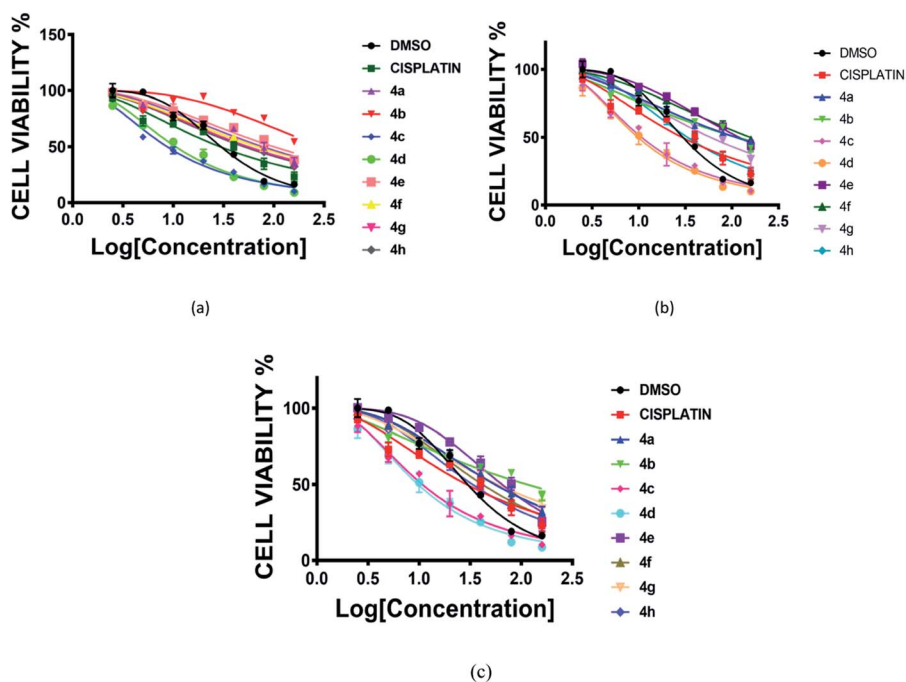 CELL VIABILITY %
150
100
50
0
0.0 0.5 1.0 1.5 2.0 2.5
Log[Concentration]
DMSO
CISPLATIN
4a
4b
4c
4d
4e
4f
4g
4h
(a)
CELL VIABILITY %
100
50
0
0.0 0.5 1.0 1.5 2.0 2.5
Log[Concentration]
DMSO
CISPLATIN
4a
4b
4c
4d
4e
4f
4g
4h
(b)
CELL VIABILITY %
100
50
0
0.0 0.5 1.0 1.5 2.0 2.5
Log[Concentration]
DMSO
CISPLATIN
4a
4b
4c
4d
4e
4f
4g
4h
(c)